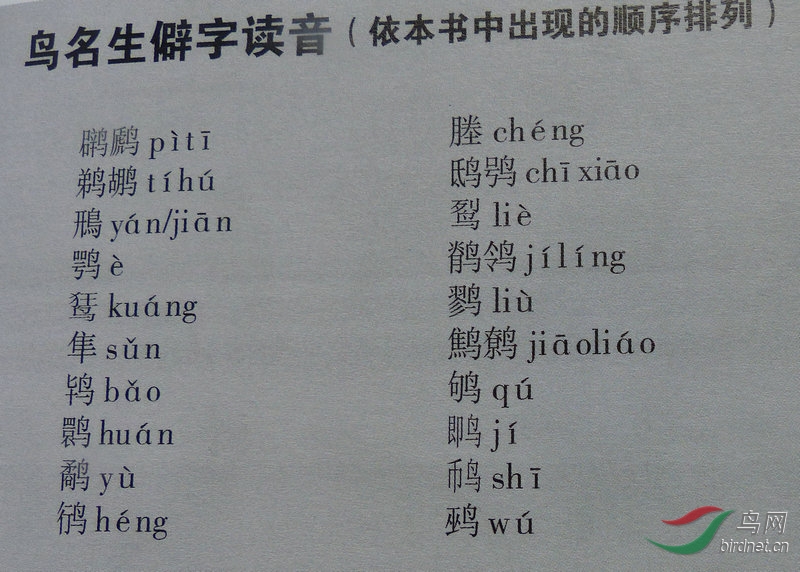 鸟名生僻字读音（依本书中出现的顺序排列）
䴙䴘 pìtī
鹈鹕 tíhú
鳽 yán/jiān
鹗 è
鵟 kuáng
隼 sǔn
鸨 bǎo
鹮 huán
鹬 yù
鸻 héng
塍 chéng
鸱鸮 chī xiāo
䴕 liè
鹡鸰 jílíng
鹨 liù
鹪鹩 jiāoliáo
鸲 qú
jí
shī
鹀 wú
鸟网
birdnet.cn